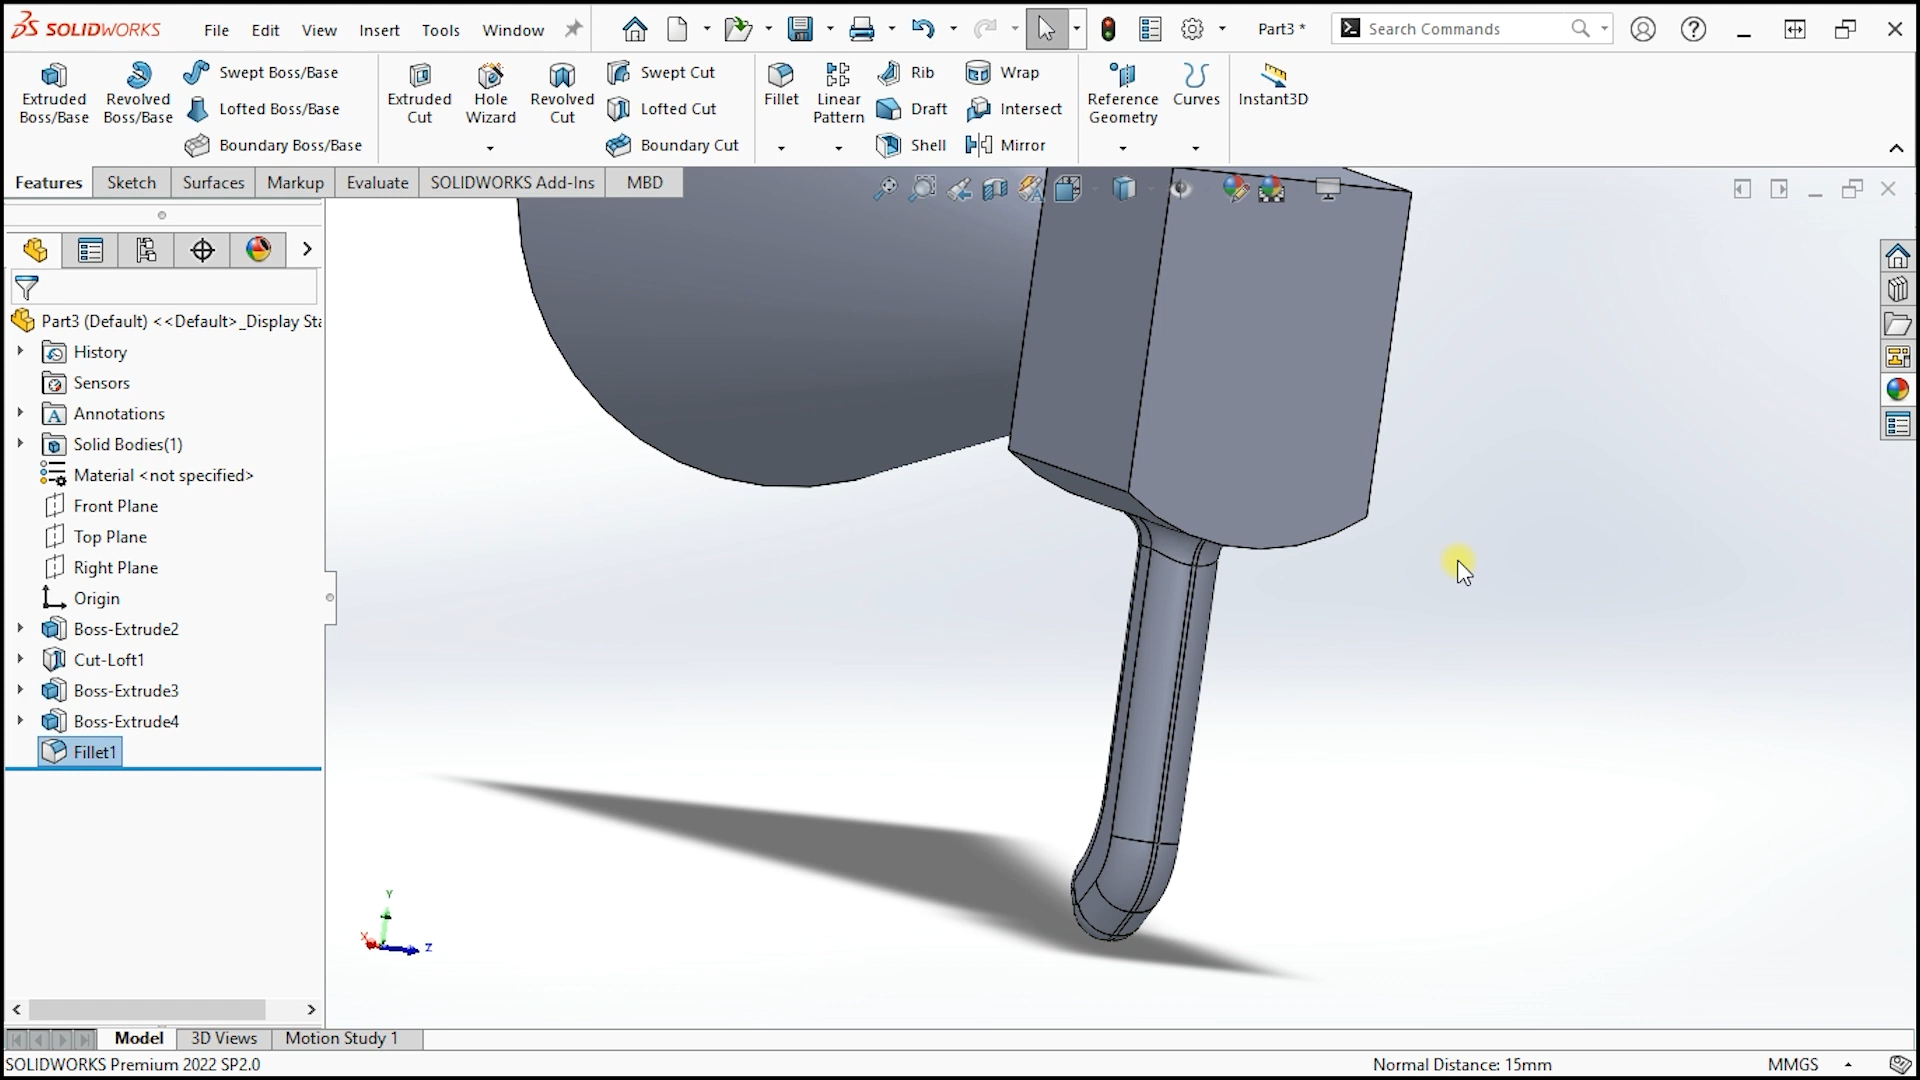 SOLIDWORKS File Edit View Insert Tools Window Part3 * Search Commands
Extruded Boss/Base
Revolved Boss/Base
Swept Boss/Base
Lofted Boss/Base
Boundary Boss/Base
Extruded Cut
Hole Wizard
Revolved Cut
Swept Cut
Lofted Cut
Boundary Cut
Fillet
Linear Pattern
Rib
Draft
Shell
Wrap
Intersect
Mirror
Reference Geometry
Curves
Instant3D
Features Sketch Surfaces Markup Evaluate SOLIDWORKS Add-Ins MBD
Part3 (Default) <<Default>_Display Sta
History
Sensors
Annotations
Solid Bodies(1)
Material <not specified>
Front Plane
Top Plane
Right Plane
Origin
Boss-Extrude2
Cut-Loft1
Boss-Extrude3
Boss-Extrude4
Fillet1
Y
X
Z
Model 3D Views Motion Study 1
SOLIDWORKS Premium 2022 SP2.0 Normal Distance: 15mm MMGS